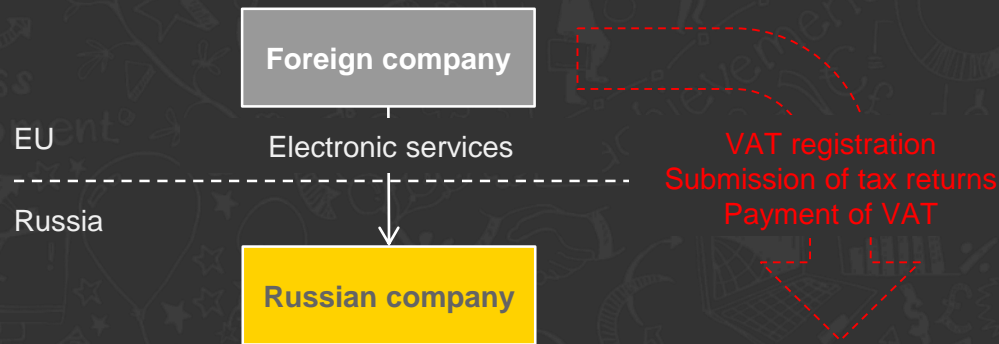 Foreign company
EU
Electronic services
VAT registration
Submission of tax returns
Payment of VAT
Russia
Russian company